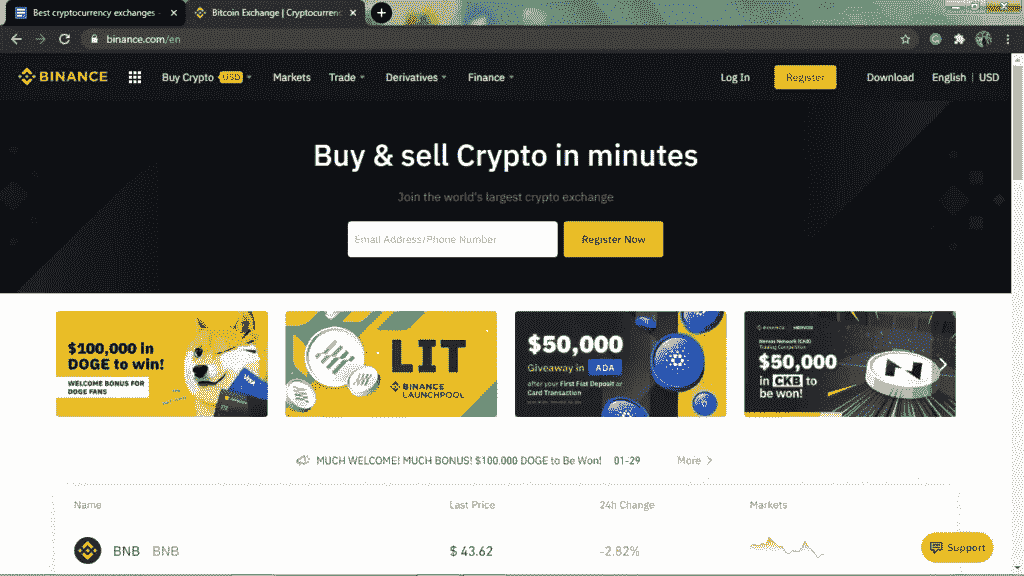 Best cryptocurrency exchanges -
Bitcoin Exchange | Cryptocurrenc
binance.com/en
BINANCE
Buy Crypto USD
Markets
Trade
Derivatives
Finance
Log In
Register
Download
English | USD
Buy & sell Crypto in minutes
Join the world's largest crypto exchange
Email Address/Phone Number
Register Now
$100,000 in
DOGE to win!
WELCOME BONUS FOR
DOGE FANS
VISA
LIT
BINANCE
LAUNCHPOOL
$50,000
Giveaway in ADA
after your First Fiat Deposit or
Card Transaction
BINANCE
NERVOS
Nervos Network (CKB)
Trading Competition
$50,000
in CKB to
be won!
MUCH WELCOME! MUCH BONUS! $100,000 DOGE to Be Won! 01-29
More
Name
Last Price
24h Change
Markets
BNB BNB
$ 43.62
-2.82%
Support